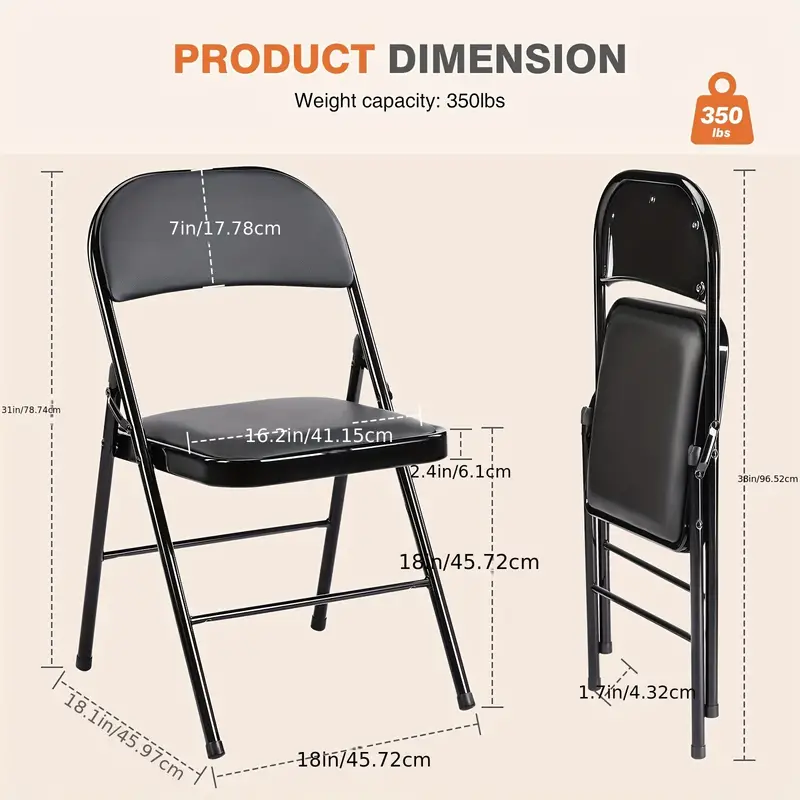 PRODUCT DIMENSION
Weight capacity: 350lbs
350
lbs
7in/17.78cm
31in/78.74cm
16.2in/41.15cm
2.4in/6.1cm
38in/96.52cm
18in/45.72cm
1.7in/4.32cm
18.1in/45.97cm
18in/45.72cm